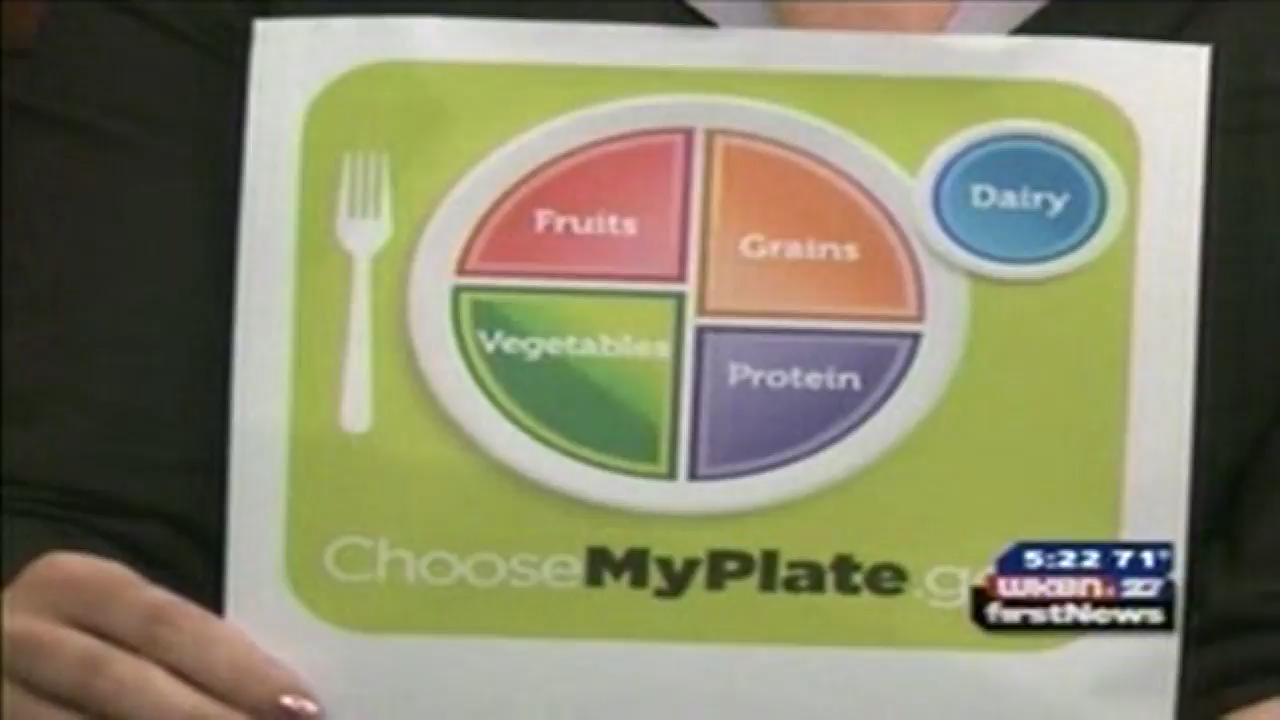 Fruits
Grains
Dairy
Vegetables
Protein
ChooseMyPlate.g
5:22 71°
WKBN 27
firstNews